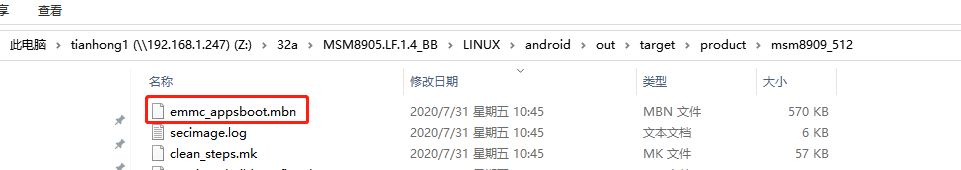 享 查看
此电脑 › tianhong1 (\\192.168.1.247) (Z:) › 32a › MSM8905.LF.1.4_BB › LINUX › android › out › target › product › msm8909_512
名称 修改日期 类型 大小
emmc_appsboot.mbn 2020/7/31 星期五 10:45 MBN 文件 570 KB
secimage.log 2020/7/31 星期五 10:45 文本文档 6 KB
clean_steps.mk 2020/7/31 星期五 10:45 MK 文件 57 KB